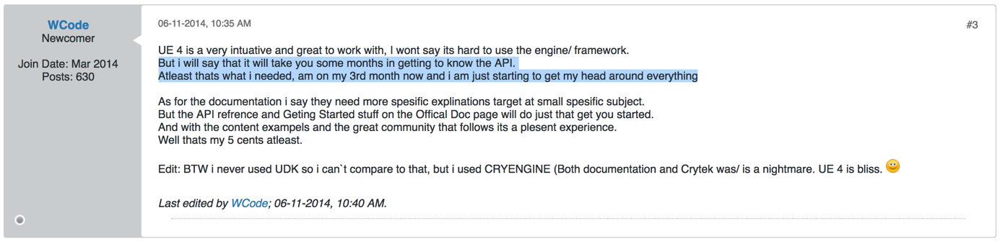 WCode
Newcomer
Join Date: Mar 2014
Posts: 630
06-11-2014, 10:35 AM
#3
UE 4 is a very intuative and great to work with, I wont say its hard to use the engine/ framework.
But i will say that it will take you some months in getting to know the API.
Atleast thats what i needed, am on my 3rd month now and i am just starting to get my head around everything
As for the documentation i say they need more spesific explinations target at small spesific subject.
But the API refrence and Geting Started stuff on the Offical Doc page will do just that get you started.
And with the content exampels and the great community that follows its a plesent experience.
Well thats my 5 cents atleast.
Edit: BTW i never used UDK so i can`t compare to that, but i used CRYENGINE (Both documentation and Crytek was/ is a nightmare. UE 4 is bliss.
Last edited by WCode; 06-11-2014, 10:40 AM.